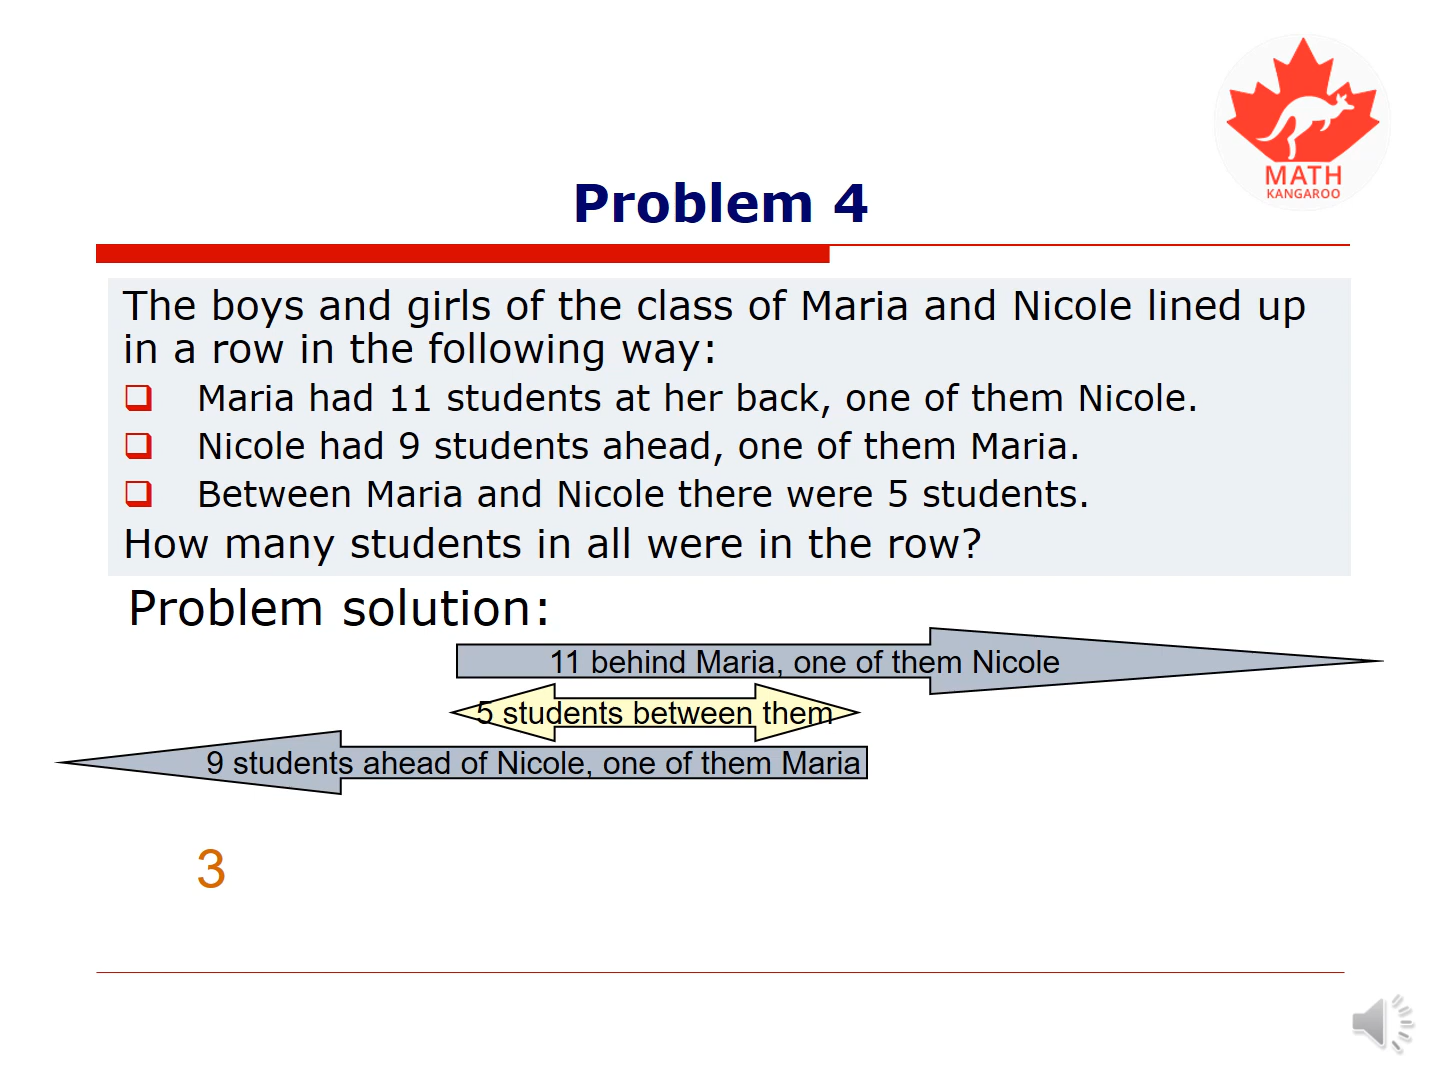 MATH
KANGAROO
Problem 4
The boys and girls of the class of Maria and Nicole lined up
in a row in the following way:
Maria had 11 students at her back, one of them Nicole.
Nicole had 9 students ahead, one of them Maria.
Between Maria and Nicole there were 5 students.
How many students in all were in the row?
Problem solution:
11 behind Maria, one of them Nicole
5 students between them
9 students ahead of Nicole, one of them Maria
3